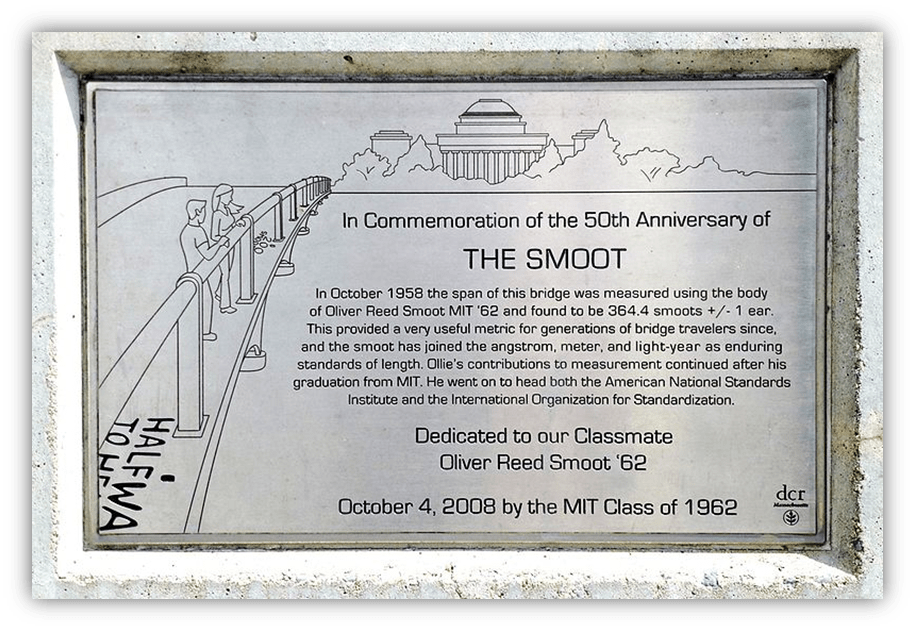 In Commemoration of the 50th Anniversary of
THE SMOOT
In October 1958 the span of this bridge was measured using the body
of Oliver Reed Smoot MIT '62 and found to be 364.4 smoots +/- 1 ear.
This provided a very useful metric for generations of bridge travelers since,
and the smoot has joined the angstrom, meter, and light-year as enduring
standards of length. Ollie's contributions to measurement continued after his
graduation from MIT. He went on to head both the American National Standards
Institute and the International Organization for Standardization.
Dedicated to our Classmate
Oliver Reed Smoot '62
October 4, 2008 by the MIT Class of 1962
dcr
Massachusetts
HALFWA
TO HE